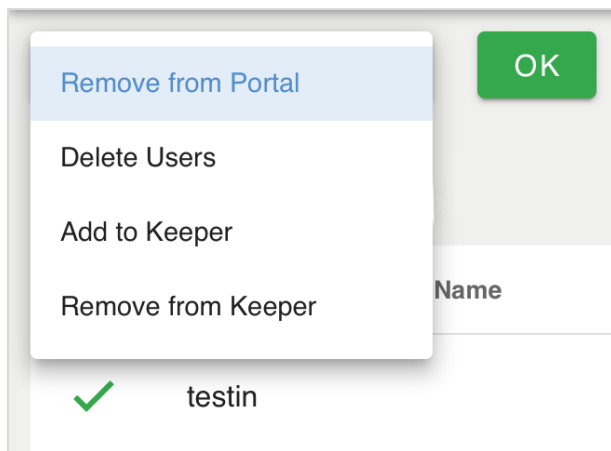 Remove from Portal
OK
Delete Users
Add to Keeper
Remove from Keeper
Name
testin